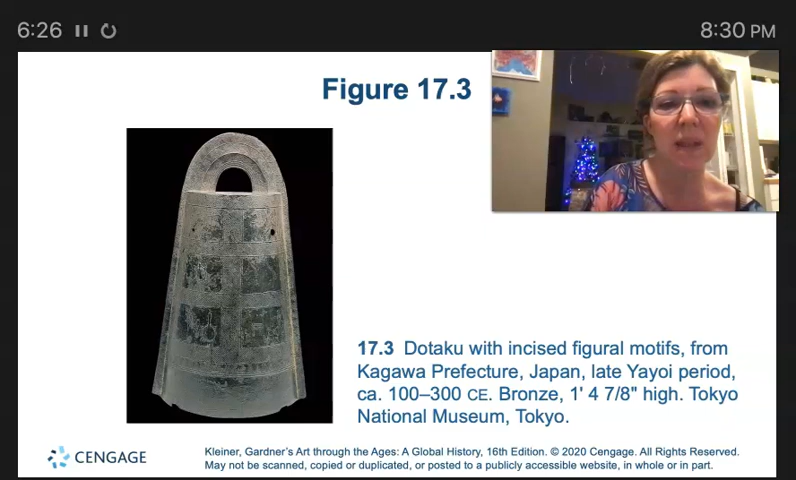 6:26
8:30 PM
Figure 17.3
17.3 Dotaku with incised figural motifs, from
Kagawa Prefecture, Japan, late Yayoi period,
ca. 100–300 CE. Bronze, 1' 4 7/8" high. Tokyo
National Museum, Tokyo.
CENGAGE
Kleiner, Gardner's Art through the Ages: A Global History, 16th Edition. © 2020 Cengage. All Rights Reserved.
May not be scanned, copied or duplicated, or posted to a publicly accessible website, in whole or in part.